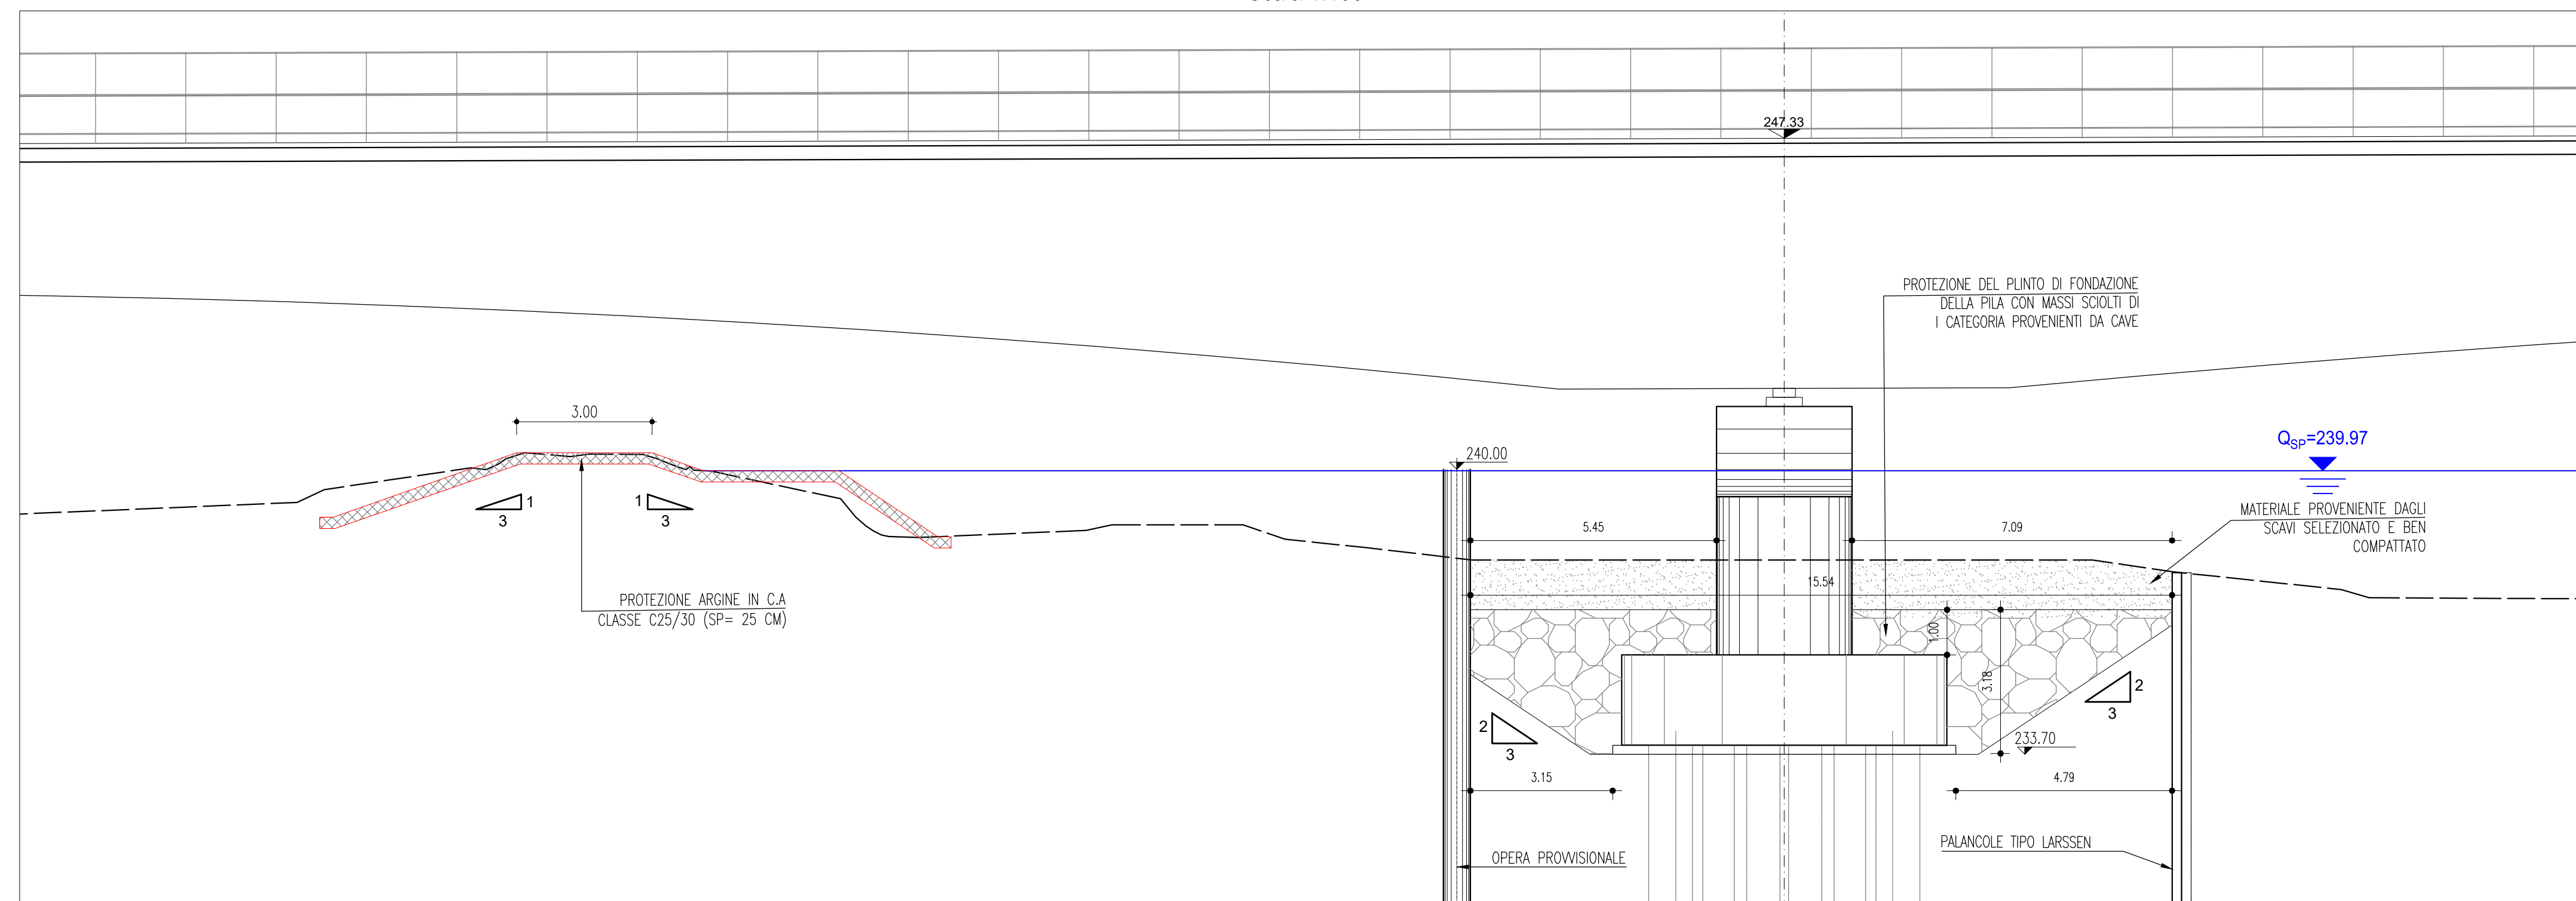 247.33
PROTEZIONE DEL PLINTO DI FONDAZIONE
DELLA PILA CON MASSI SCIOLTI DI
I CATEGORIA PROVENIENTI DA CAVE
3.00
QSP=239.97
240.00
1
3
1
3
MATERIALE PROVENIENTE DAGLI
SCAVI SELEZIONATO E BEN
COMPATTATO
5.45
7.09
15.54
PROTEZIONE ARGINE IN C.A
CLASSE C25/30 (SP= 25 CM)
1.00
3.18
2
3
2
3
233.70
3.15
4.79
OPERA PROVVISIONALE
PALANCOLE TIPO LARSSEN